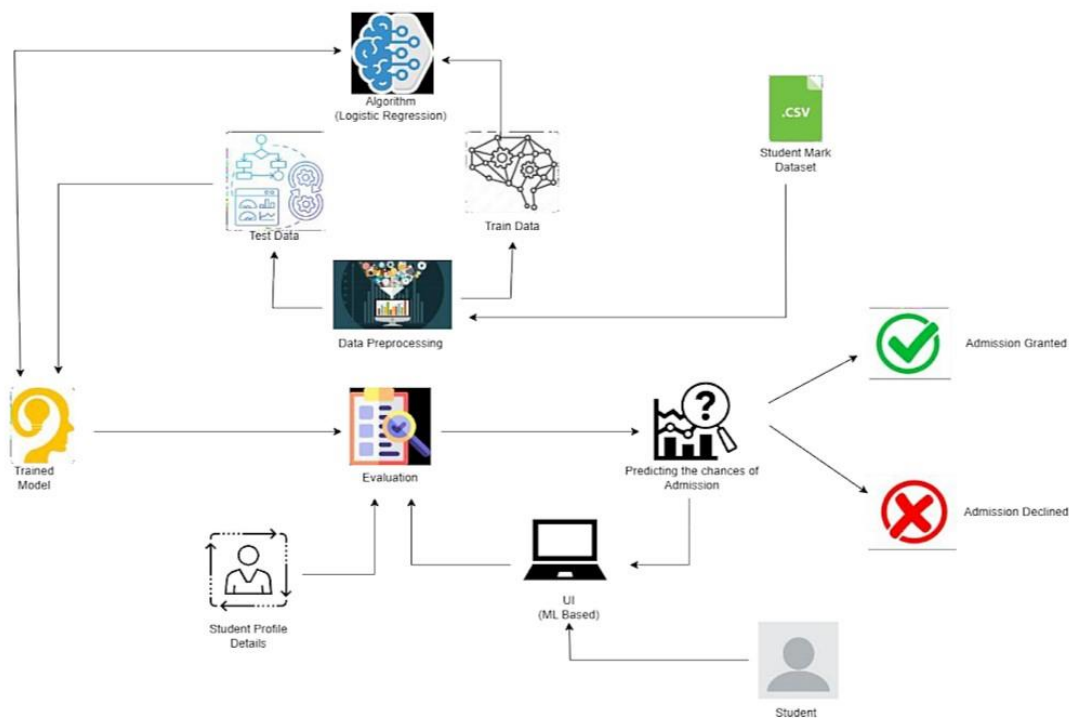 Algorithm
(Logistic Regression)
.CSV
Student Mark
Dataset
Test Data
Train Data
Data Preprocessing
Admission Granted
Trained
Model
Evaluation
?
Predicting the chances of
Admission
Admission Declined
Student Profile
Details
UI
(ML Based)
Student